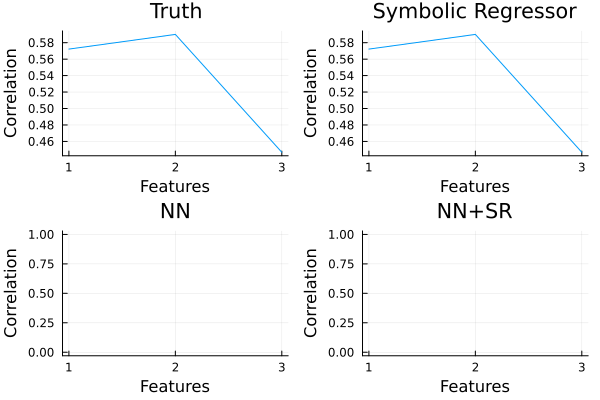 Truth
Symbolic Regressor
Correlation
0.58
0.56
0.54
0.52
0.50
0.48
0.46
1 2 3
Features
Correlation
0.58
0.56
0.54
0.52
0.50
0.48
0.46
1 2 3
Features
NN
NN+SR
Correlation
1.00
0.75
0.50
0.25
0.00
1 2 3
Features
Correlation
1.00
0.75
0.50
0.25
0.00
1 2 3
Features